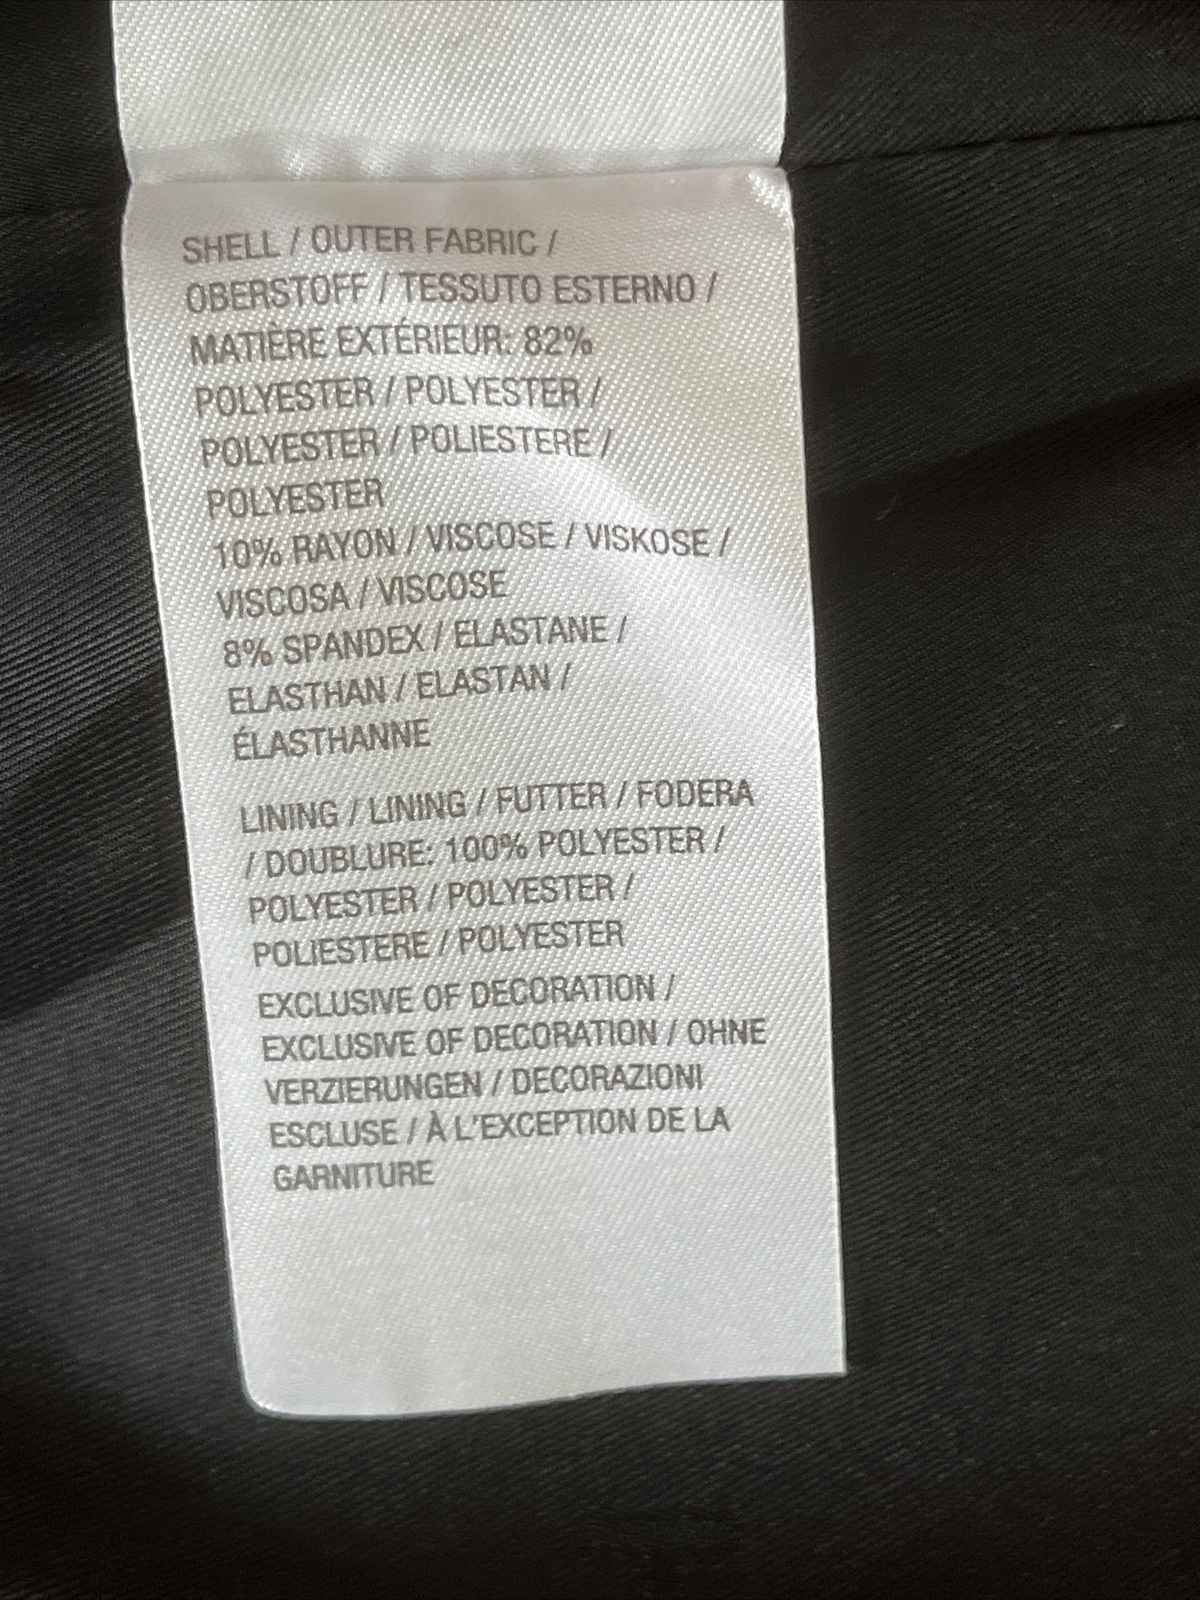 SHELL / OUTER FABRIC /
OBERSTOFF / TESSUTO ESTERNO /
MATIÈRE EXTÉRIEUR: 82%
POLYESTER / POLYESTER /
POLYESTER / POLIESTERE /
POLYESTER
10% RAYON / VISCOSE / VISKOSE /
VISCOSA / VISCOSE
8% SPANDEX / ELASTANE /
ELASTHAN / ELASTAN /
ÉLASTHANNE
LINING / LINING / FUTTER / FODERA
/ DOUBLURE: 100% POLYESTER /
POLYESTER / POLYESTER /
POLIESTERE / POLYESTER
EXCLUSIVE OF DECORATION /
EXCLUSIVE OF DECORATION / OHNE
VERZIERUNGEN / DECORAZIONI
ESCLUSE / À L'EXCEPTION DE LA
GARNITURE